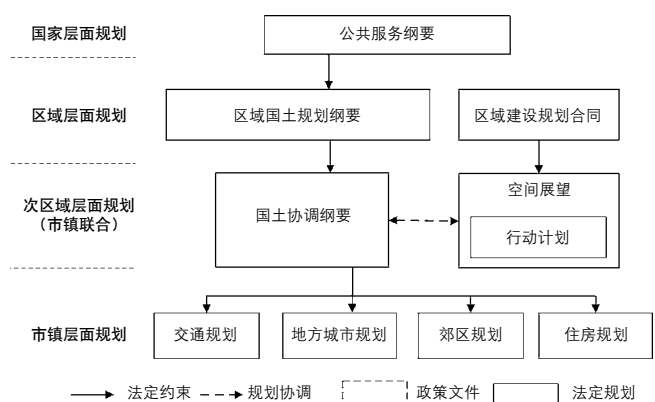 国家层面规划
公共服务纲要
区域层面规划
区域国土规划纲要
区域建设规划合同
次区域层面规划
（市镇联合）
国土协调纲要
空间展望
行动计划
市镇层面规划
交通规划
地方城市规划
郊区规划
住房规划
法定约束
规划协调
政策文件
法定规划